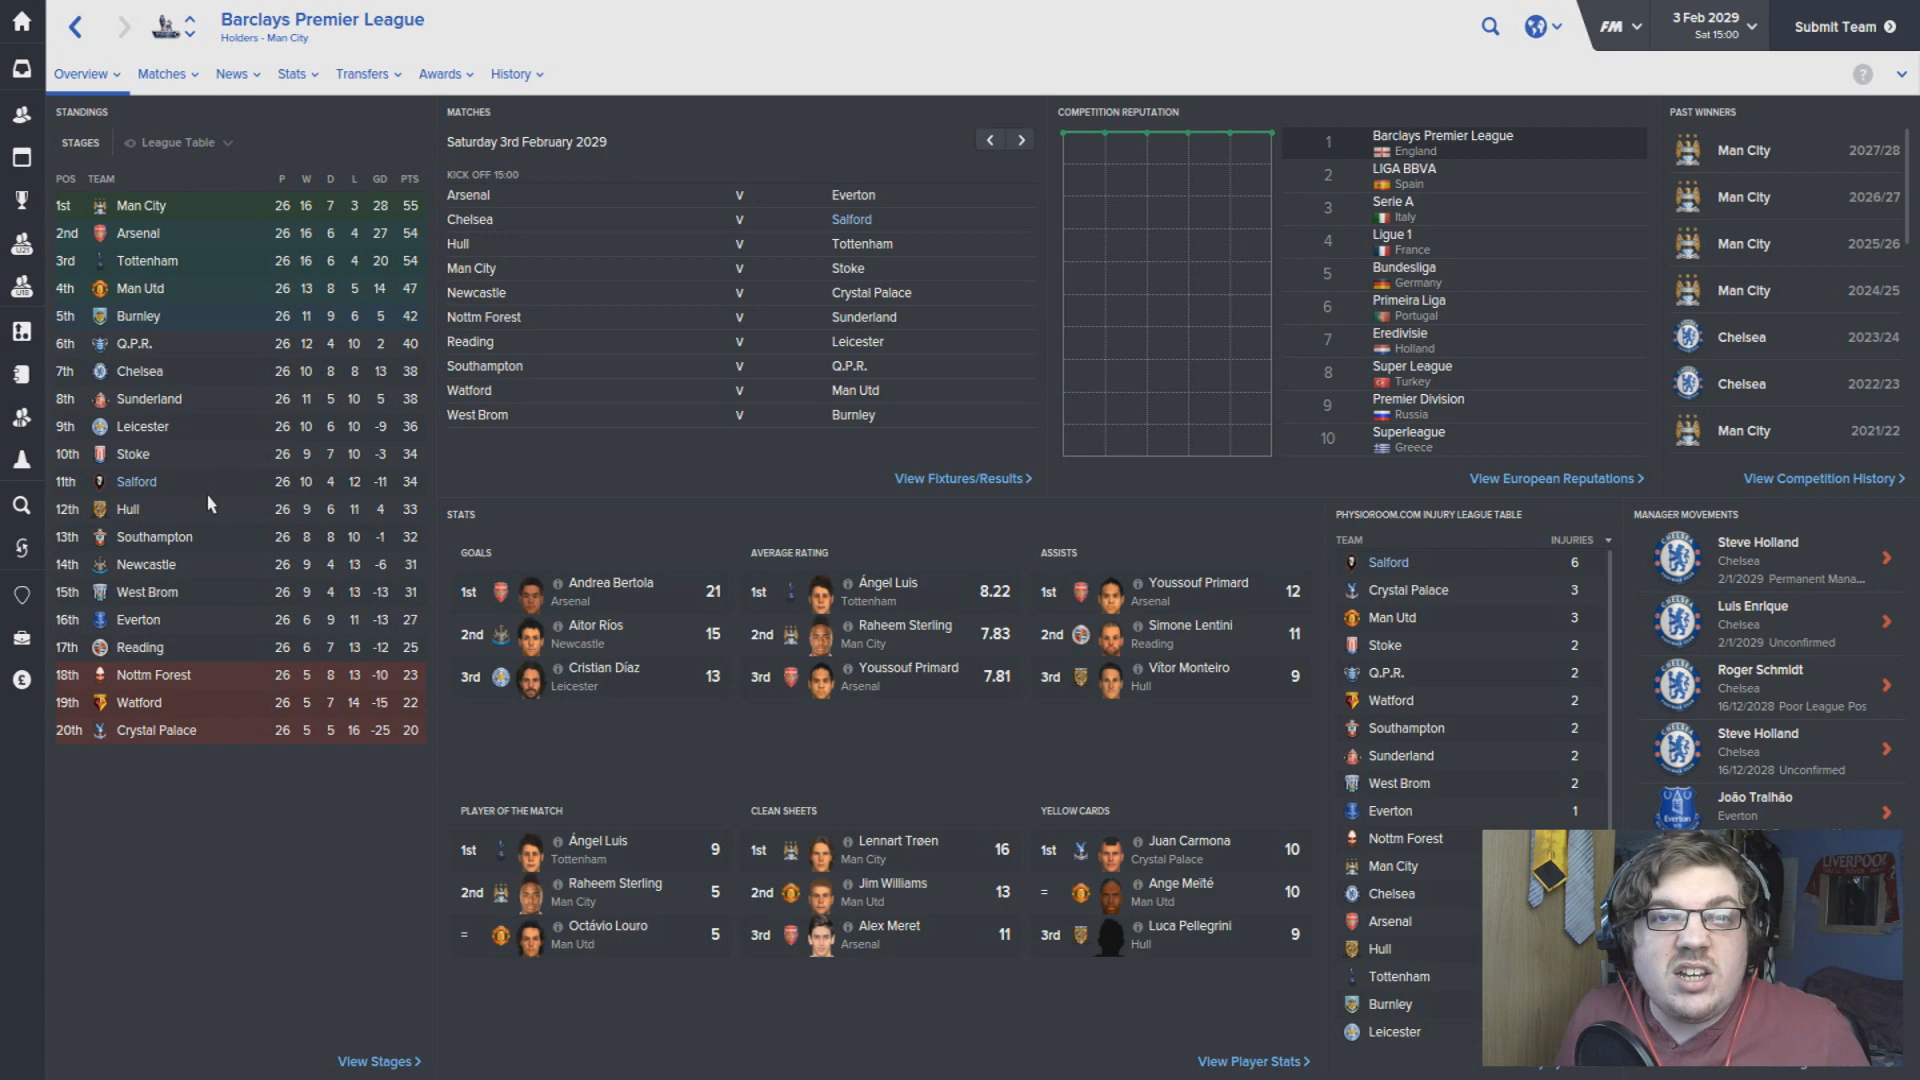 Barclays Premier League
Holders - Man City
FM
3 Feb 2029
Sat 15:00
Submit Team
Overview
Matches
News
Stats
Transfers
Awards
History
?
STANDINGS
STAGES
League Table
POS TEAM P W D L GD PTS
1st Man City 26 16 7 3 28 55
2nd Arsenal 26 16 6 4 27 54
3rd Tottenham 26 16 6 4 20 54
4th Man Utd 26 13 8 5 14 47
5th Burnley 26 11 9 6 5 42
6th Q.P.R. 26 12 4 10 2 40
7th Chelsea 26 10 8 8 13 38
8th Sunderland 26 11 5 10 5 38
9th Leicester 26 10 6 10 -9 36
10th Stoke 26 9 7 10 -3 34
11th Salford 26 10 4 12 -11 34
12th Hull 26 9 6 11 4 33
13th Southampton 26 8 8 10 -1 32
14th Newcastle 26 9 4 13 -6 31
15th West Brom 26 9 4 13 -13 31
16th Everton 26 6 9 11 -13 27
17th Reading 26 6 7 13 -12 25
18th Nottm Forest 26 5 8 13 -10 23
19th Watford 26 5 7 14 -15 22
20th Crystal Palace 26 5 5 16 -25 20
View Stages
MATCHES
Saturday 3rd February 2029
KICK OFF 15:00
Arsenal V Everton
Chelsea V Salford
Hull V Tottenham
Man City V Stoke
Newcastle V Crystal Palace
Nottm Forest V Sunderland
Reading V Leicester
Southampton V Q.P.R.
Watford V Man Utd
West Brom V Burnley
View Fixtures/Results
COMPETITION REPUTATION
1 Barclays Premier League
England
2 LIGA BBVA
Spain
3 Serie A
Italy
4 Ligue 1
France
5 Bundesliga
Germany
6 Primeira Liga
Portugal
7 Eredivisie
Holland
8 Super League
Turkey
9 Premier Division
Russia
10 Superleague
Greece
View European Reputations
PAST WINNERS
Man City 2027/28
Man City 2026/27
Man City 2025/26
Man City 2024/25
Chelsea 2023/24
Chelsea 2022/23
Man City 2021/22
View Competition History
STATS
GOALS
1st Andrea Bertola 21
Arsenal
2nd Aitor Ríos 15
Newcastle
3rd Cristian Díaz 13
Leicester
AVERAGE RATING
1st Ángel Luis 8.22
Tottenham
2nd Raheem Sterling 7.83
Man City
3rd Youssouf Primard 7.81
Arsenal
ASSISTS
1st Youssouf Primard 12
Arsenal
2nd Simone Lentini 11
Reading
3rd Vítor Monteiro 9
Hull
PLAYER OF THE MATCH
1st Ángel Luis 9
Tottenham
2nd Raheem Sterling 5
Man City
= Octávio Louro 5
Man Utd
CLEAN SHEETS
1st Lennart Trøen 16
Man City
2nd Jim Williams 13
Man Utd
3rd Alex Meret 11
Arsenal
YELLOW CARDS
1st Juan Carmona 10
Crystal Palace
= Ange Meïté 10
Man Utd
3rd Luca Pellegrini 9
Hull
View Player Stats
PHYSIOROOM.COM INJURY LEAGUE TABLE
TEAM INJURIES
Salford 6
Crystal Palace 3
Man Utd 3
Stoke 2
Q.P.R. 2
Watford 2
Southampton 2
Sunderland 2
West Brom 2
Everton 1
Nottm Forest
Man City
Chelsea
Arsenal
Hull
Tottenham
Burnley
Leicester
MANAGER MOVEMENTS
Steve Holland
Chelsea
2/1/2029 Permanent Mana...
Luis Enrique
Chelsea
2/1/2029 Unconfirmed
Roger Schmidt
Chelsea
16/12/2028 Poor League Pos
Steve Holland
Chelsea
16/12/2028 Unconfirmed
João Tralhão
Everton
LIVERPOOL